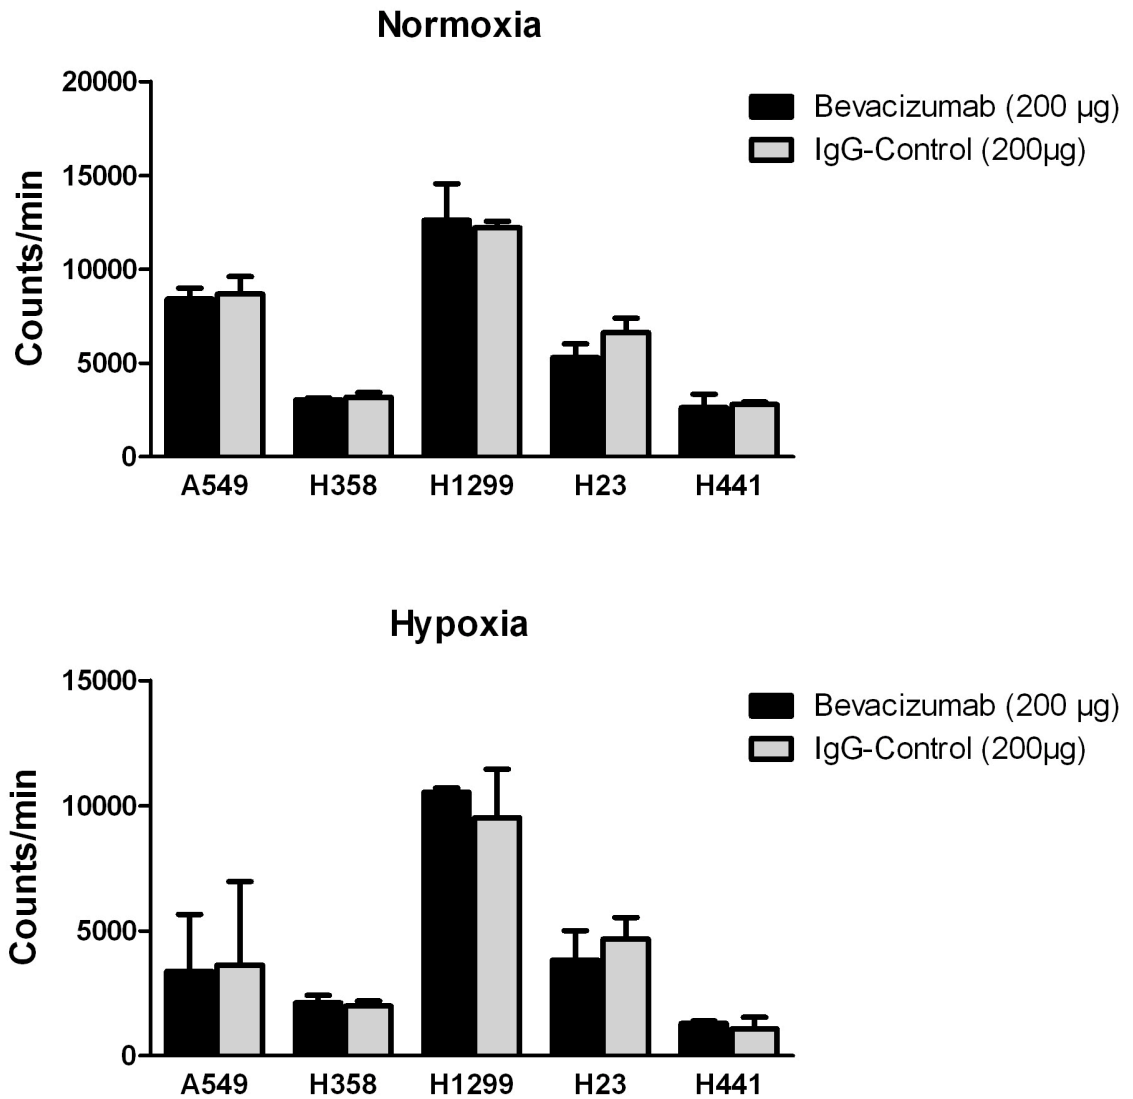 Normoxia
Counts/min
20000
15000
10000
5000
0
Bevacizumab (200 µg)
IgG-Control (200µg)
A549 H358 H1299 H23 H441
Hypoxia
Counts/min
15000
10000
5000
0
Bevacizumab (200 µg)
IgG-Control (200µg)
A549 H358 H1299 H23 H441